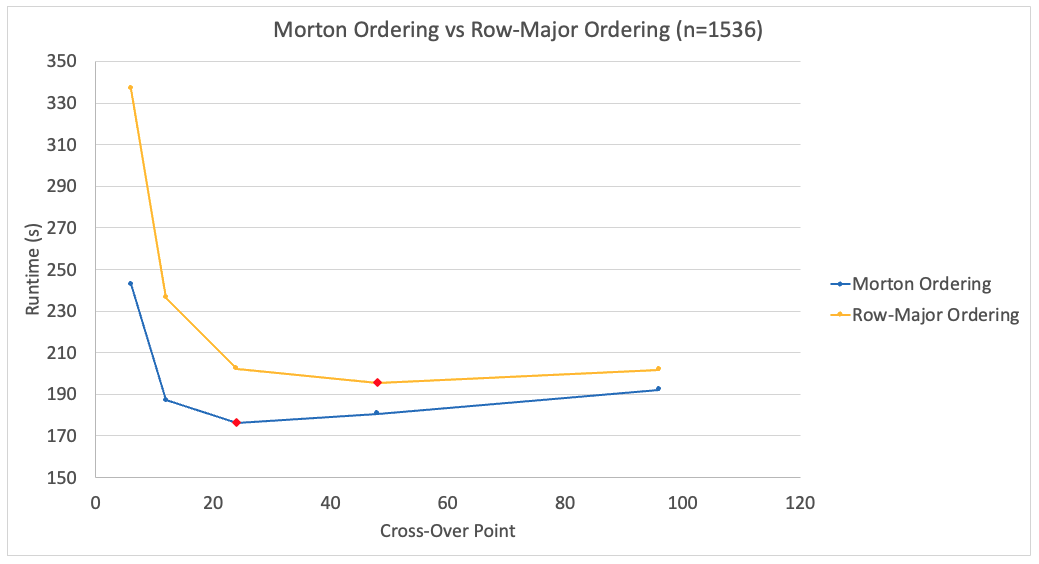 Morton Ordering vs Row-Major Ordering (n=1536)
350
330
310
290
270
250
230
210
190
170
150
Runtime (s)
0 20 40 60 80 100 120
Cross-Over Point
Morton Ordering
Row-Major Ordering